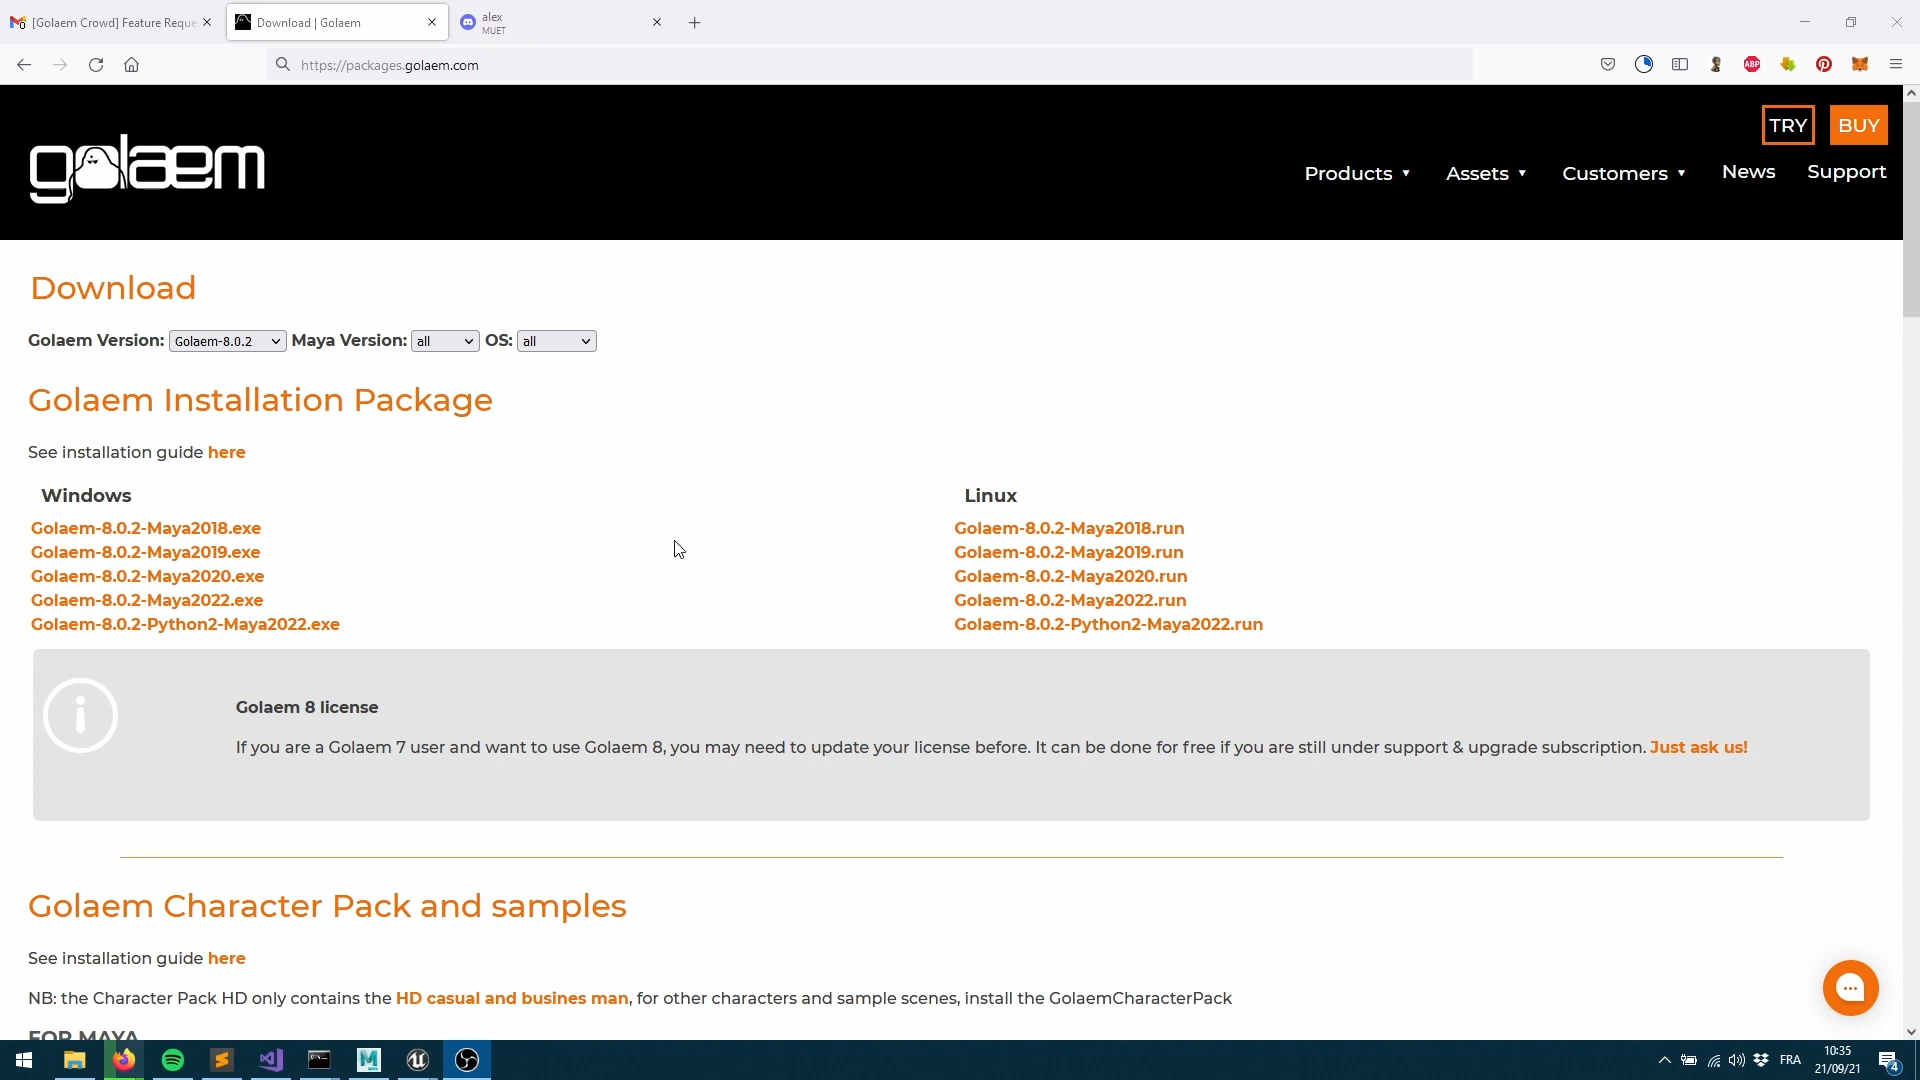 [Golaem Crowd] Feature Reque
Download | Golaem
alex
MUET
https://packages.golaem.com
ABP
golaem
TRY
BUY
Products
Assets
Customers
News
Support
Download
Golaem Version: Golaem-8.0.2 Maya Version: all OS: all
Golaem Installation Package
See installation guide here
Windows
Golaem-8.0.2-Maya2018.exe
Golaem-8.0.2-Maya2019.exe
Golaem-8.0.2-Maya2020.exe
Golaem-8.0.2-Maya2022.exe
Golaem-8.0.2-Python2-Maya2022.exe
Linux
Golaem-8.0.2-Maya2018.run
Golaem-8.0.2-Maya2019.run
Golaem-8.0.2-Maya2020.run
Golaem-8.0.2-Maya2022.run
Golaem-8.0.2-Python2-Maya2022.run
Golaem 8 license
If you are a Golaem 7 user and want to use Golaem 8, you may need to update your license before. It can be done for free if you are still under support & upgrade subscription. Just ask us!
Golaem Character Pack and samples
See installation guide here
NB: the Character Pack HD only contains the HD casual and busines man, for other characters and sample scenes, install the GolaemCharacterPack
FOR MAYA
FRA
10:35
21/09/21
4